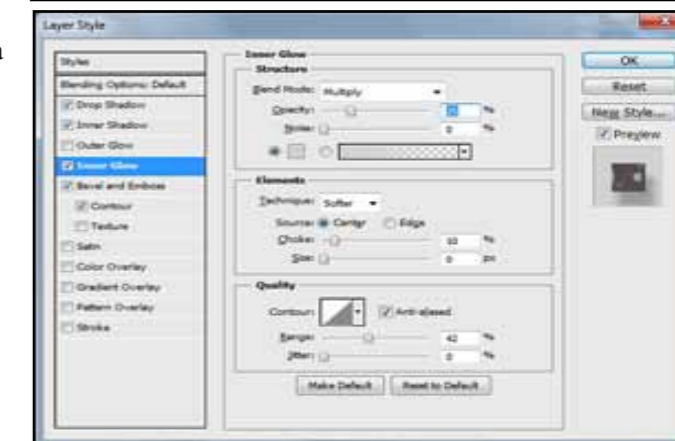 a
Layer Style
Styles
Blending Options: Default
Drop Shadow
Inner Shadow
Outer Glow
Inner Glow
Bevel and Emboss
Contour
Texture
Satin
Color Overlay
Gradient Overlay
Pattern Overlay
Stroke
Inner Glow
Structure
Blend Mode: Multiply
Opacity: %
Noise: 0 %
Elements
Technique: Softer
Source: Center Edge
Choke: 10 %
Size: 0 px
Quality
Contour: Anti-aliased
Range: 42 %
Jitter: 0 %
Make Default Reset to Default
OK
Reset
New Style...
Preview